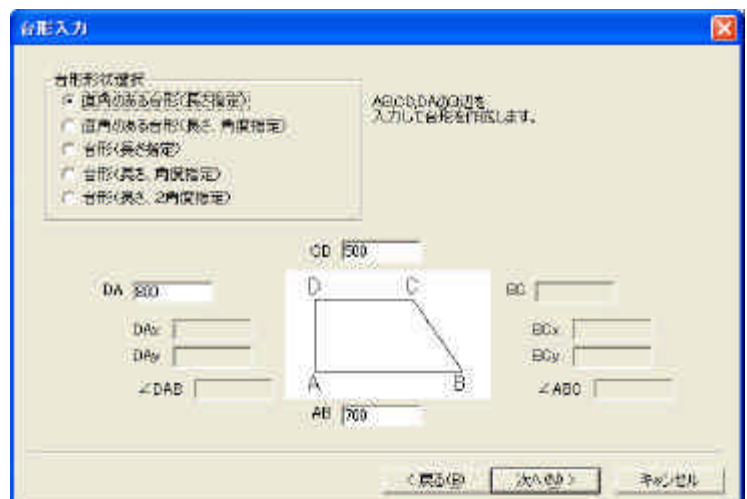 台形入力
台形形状選択
直角のある台形(長さ指定)
直角のある台形(長さ、角度指定)
台形(長さ指定)
台形(長さ、角度指定)
台形(長さ、2角度指定)
AB,CD,DAの3辺を
入力して台形を作成します。
CD 500
DA
D C
BC
DAx
BCx
DAy
BCy
∠DAB
A B
∠ABC
AB 700
< 戻る(B) 次へ(N) > キャンセル